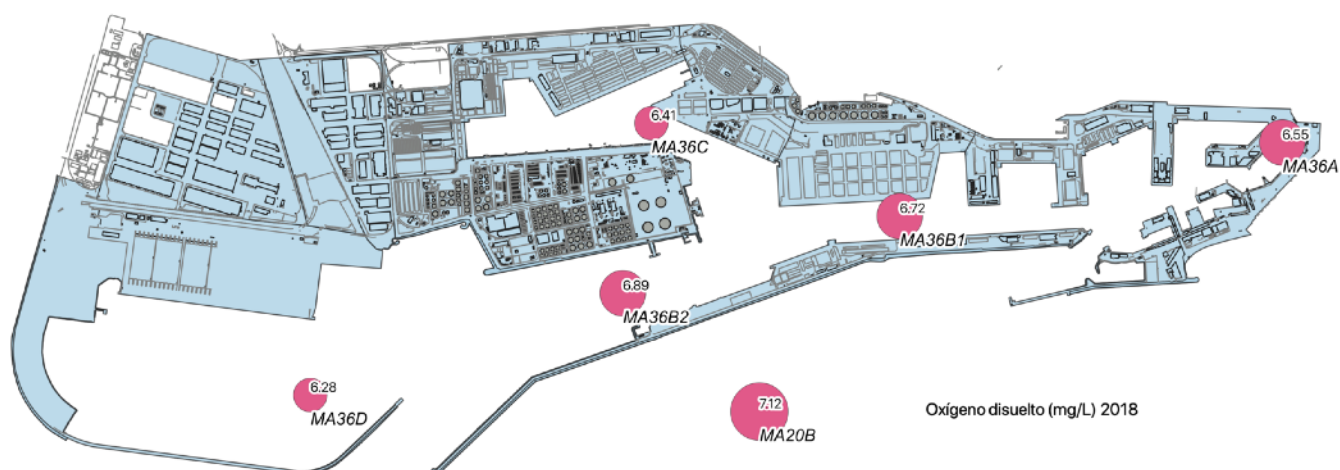 6.41
MA36C
6.55
MA36A
6.72
MA36B1
6.89
MA36B2
6.28
MA36D
7.12
MA20B
Oxígeno disuelto (mg/L) 2018